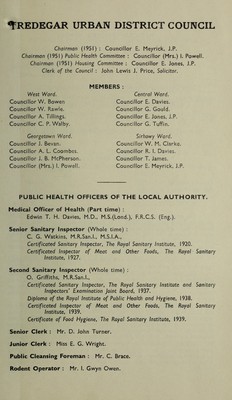 TREDEGAR URBAN DISTRICT COUNCIL
Chairman (1951) : Councillor E. Meyrick, J.P.
Chairman (1951) Public Health Committee : Councillor (Mrs.) I. Powell.
Chairman (1951) Housing Committee : Councillor E. Jones, J.P.
Clerk of the Council : John Lewis J. Price, Solicitor.
MEMBERS :
West Ward.
Councillor W. Bowen
Councillor W. Rawle.
Councillor A. Tillings.
Councillor C. P. Walby.
Central Ward.
Councillor E. Davies.
Councillor G. Gould.
Councillor E. Jones, J.P.
Councillor G. Tuffin.
Georgetown Ward.
Councillor J. Bevan.
Councillor A. L. Coombes.
Councillor J. B. McPherson.
Councillor (Mrs.) I. Powell.
Sirhowy Ward.
Councillor W. M. Clarke.
Councillor R. I. Davies.
Councillor T. James.
Councillor E. Meyrick, J.P.
PUBLIC HEALTH OFFICERS OF THE LOCAL AUTHORITY.
Medical Officer of Health (Part time) :
Edwin T. H. Davies, M.D., M.S.(Lond.), F.R.C.S. (Eng.).
Senior Sanitary Inspector (Whole time) :
C. G. Watkins, M.R.San.I., M.S.I.A.,
Certificated Sanitary Inspector, The Royal Sanitary Institute, 1920.
Certificated Inspector of Meat and Other Foods, The Royal Sanitary
Institute, 1927.
Second Sanitary Inspector (Whole time) :
O. Griffiths, M.R.San.I.,
Certificated Sanitary Inspector, The Royal Sanitary Institute and Sanitary
Inspectors' Examination Joint Board, 1937.
Diploma of the Royal Institute of Public Health and Hygiene, 1938.
Certificated Inspector of Meat and Other Foods, The Royal Sanitary
Institute, 1939.
Certificate of Food Hygiene, The Royal Sanitary Institute, 1939.
Senior Clerk : Mr. D. John Turner.
Junior Clerk : Miss E. G. Wright.
Public Cleansing Foreman : Mr. C. Brace.
Rodent Operator : Mr. I. Gwyn Owen.